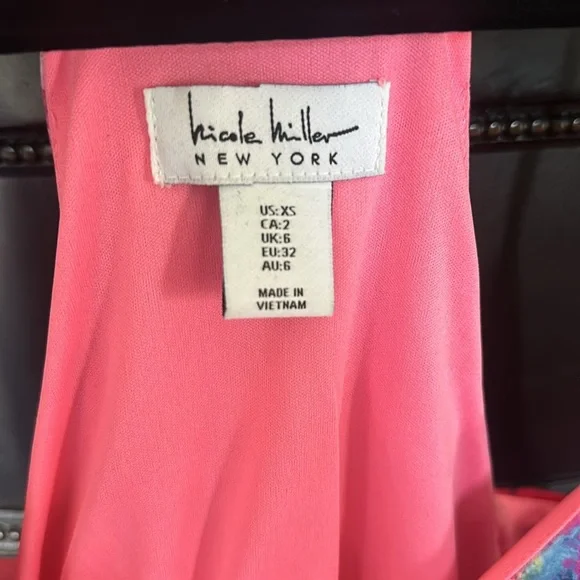 Nicole Miller
NEW YORK
US:XS
CA:2
UK:6
EU:32
AU:6
MADE IN
VIETNAM